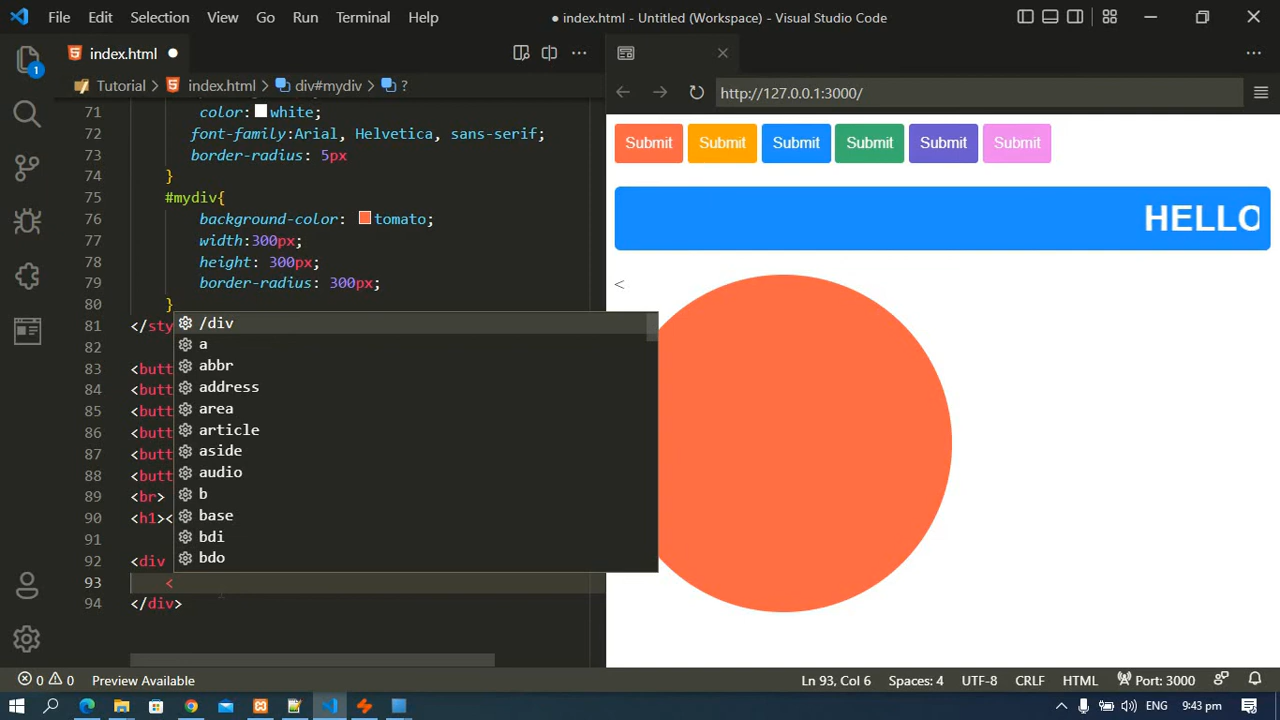 File Edit Selection View Go Run Terminal Help
● index.html - Untitled (Workspace) - Visual Studio Code
index.html ●
Tutorial > index.html > div#mydiv > ?
71 color: white;
72 font-family:Arial, Helvetica, sans-serif;
73 border-radius: 5px
74 }
75 #mydiv{
76 background-color: tomato;
77 width:300px;
78 height: 300px;
79 border-radius: 300px;
80 }
81 </sty
82
83 <butt
84 <butt
85 <butt
86 <butt
87 <butt
88 <butt
89 <br>
90 <h1><
91
92 <div
93 <
94 </div>
/div
a
abbr
address
area
article
aside
audio
b
base
bdi
bdo
1
http://127.0.0.1:3000/
Submit Submit Submit Submit Submit Submit
HELLO
<
0 0 Preview Available Ln 93, Col 6 Spaces: 4 UTF-8 CRLF HTML Port: 3000
ENG 9:43 pm